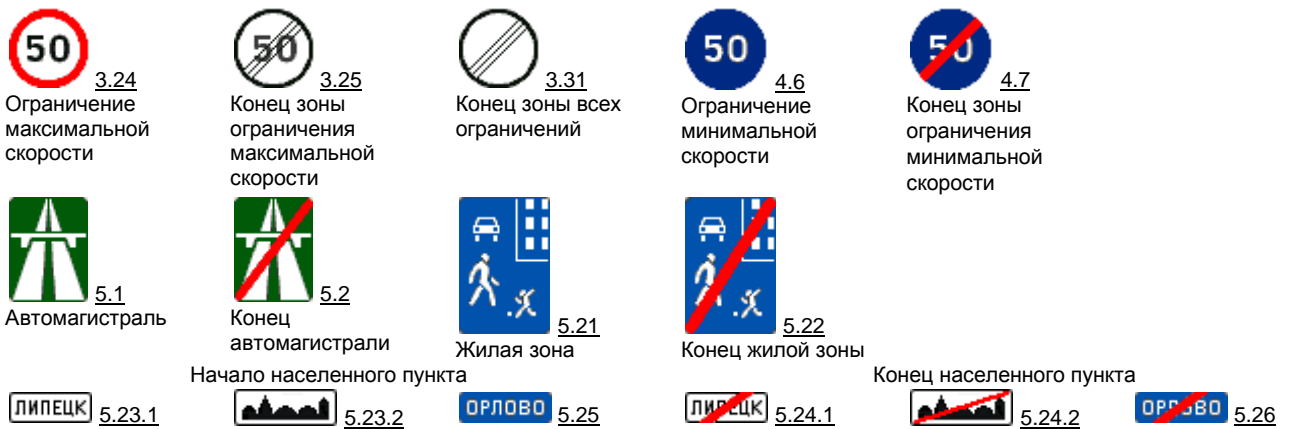 50 50 50 50
3.24 3.25 3.31 4.6 4.7
Ограничение Конец зоны Конец зоны всех Ограничение Конец зоны
максимальной ограничения ограничений минимальной ограничения
скорости максимальной скорости минимальной
скорости скорости
5.1 5.2 5.21 5.22
Автомагистраль Конец Жилая зона Конец жилой зоны
автомагистрали
Начало населенного пункта Конец населенного пункта
ЛИПЕЦК 5.23.1 5.23.2 ОРЛОВО 5.25 ЛИПЕЦК 5.24.1 5.24.2 ОРЛОВО 5.26